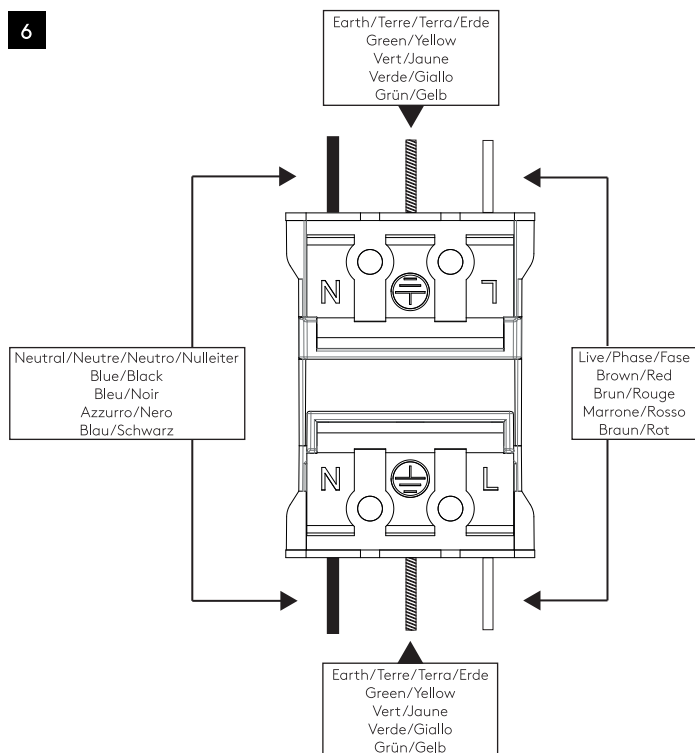 6
Earth/Terre/Terra/Erde
Green/Yellow
Vert/Jaune
Verde/Giallo
Grün/Gelb
N
L
Neutral/Neutre/Neutro/Nulleiter
Blue/Black
Bleu/Noir
Azzurro/Nero
Blau/Schwarz
Live/Phase/Fase
Brown/Red
Brun/Rouge
Marrone/Rosso
Braun/Rot
N
L
Earth/Terre/Terra/Erde
Green/Yellow
Vert/Jaune
Verde/Giallo
Grün/Gelb